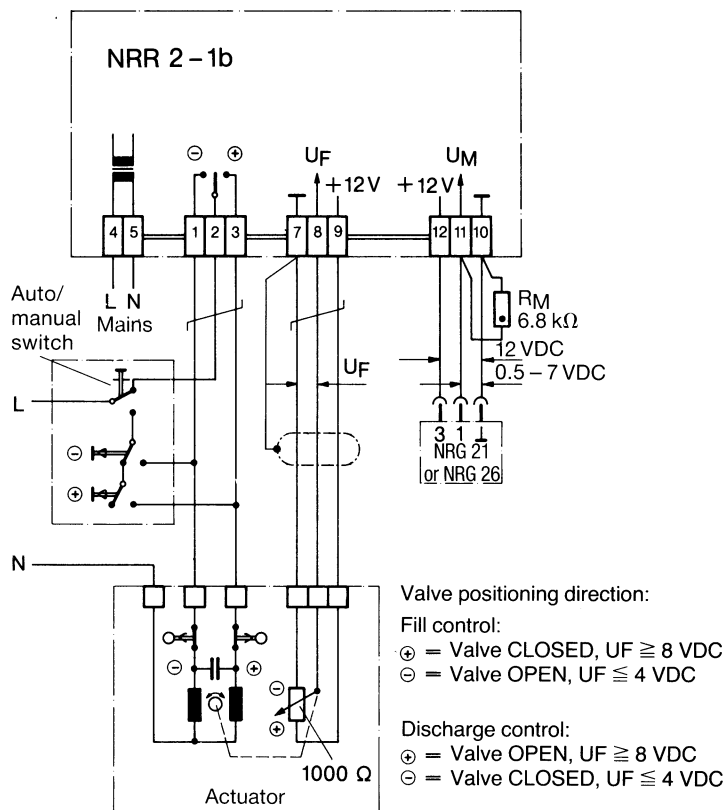 NRR 2–1b
⊖ ⊕ UF UM
+12V +12V
4 5 1 2 3 7 8 9 12 11 10
L N
Mains
RM
6.8 kΩ
Auto/
manual
switch
12 VDC
0.5 – 7 VDC
UF
L
3 1
NRG 21
or NRG 26
⊖
⊕
N
Valve positioning direction:
Fill control:
⊕ = Valve CLOSED, UF ≧ 8 VDC
⊖ = Valve OPEN, UF ≦ 4 VDC
⊖ ⊕ ⊖
⊕
Discharge control:
⊕ = Valve OPEN, UF ≧ 8 VDC
⊖ = Valve CLOSED, UF ≦ 4 VDC
1000 Ω
Actuator